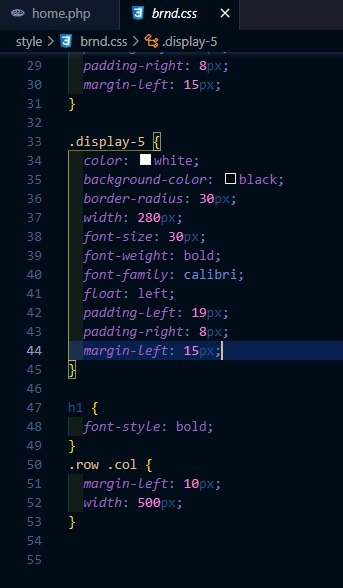 home.php brnd.css
style > brnd.css > .display-5
29 padding-right: 8px;
30 margin-left: 15px;
31 }
32
33 .display-5 {
34 color: white;
35 background-color: black;
36 border-radius: 30px;
37 width: 280px;
38 font-size: 30px;
39 font-weight: bold;
40 font-family: calibri;
41 float: left;
42 padding-left: 19px;
43 padding-right: 8px;
44 margin-left: 15px;
45 }
46
47 h1 {
48 font-style: bold;
49 }
50 .row .col {
51 margin-left: 10px;
52 width: 500px;
53 }
54
55